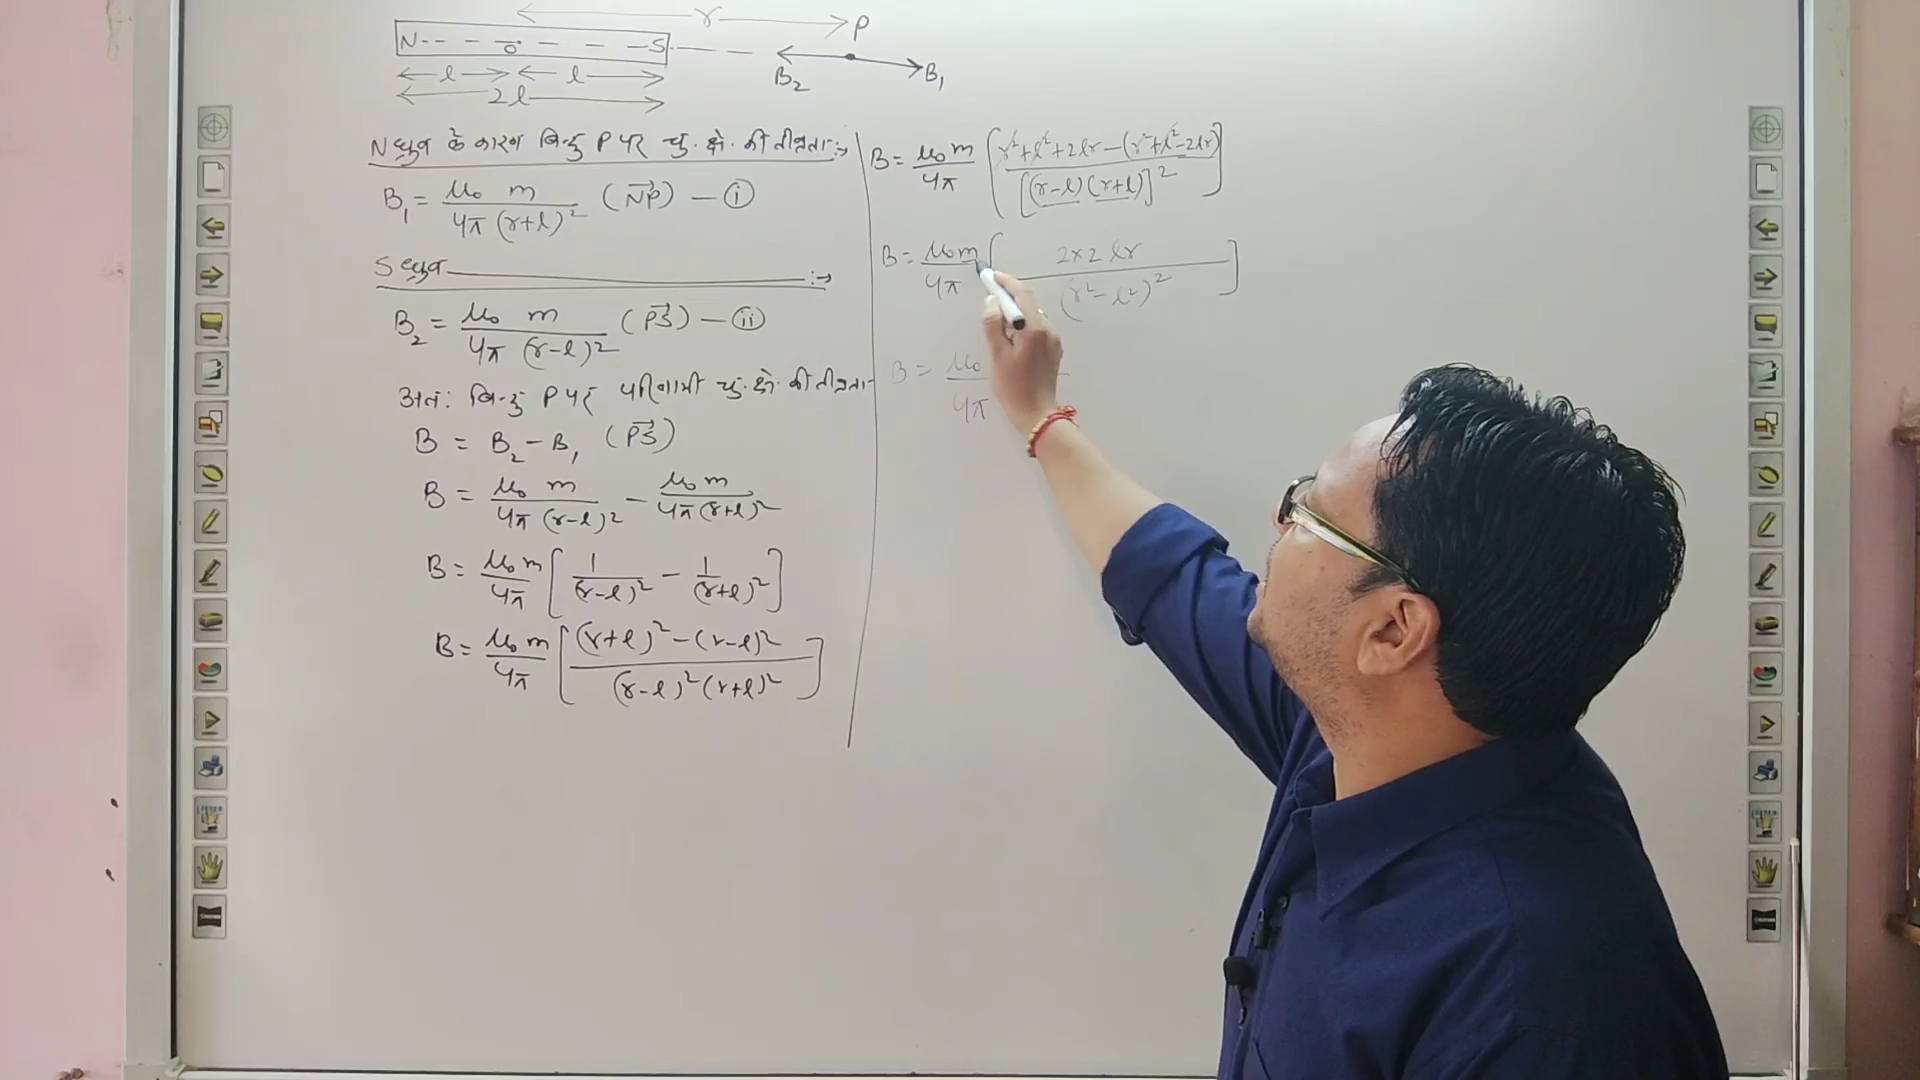 r
P
N-- - - o - - - -S - - -
B₂ B₁
l l
2l
N ध्रुव के कारण बिन्दु P पर चु. क्षे. की तीव्रता:→
B₁ = μ₀ m / 4π (r+l)² (NP→) — (i)
S ध्रुव ———— :→
B₂ = μ₀ m / 4π (r-l)² (PS→) — (ii)
अतः बिन्दु P पर परिणामी चु. क्षे. की तीव्रता-
B = B₂ - B₁ (PS→)
B = μ₀ m / 4π (r-l)² - μ₀ m / 4π (r+l)²
B = μ₀ m / 4π [ 1 / (r-l)² - 1 / (r+l)² ]
B = μ₀ m / 4π [ (r+l)² - (r-l)² / (r-l)² (r+l)² ]
B = μ₀ m / 4π [ r²+l²+2lr-(r²+l²-2lr) / [(r-l)(r+l)]² ]
B = μ₀ m / 4π [ 2×2 lr / (r²-l²)² ]
B = μ₀ / 4π